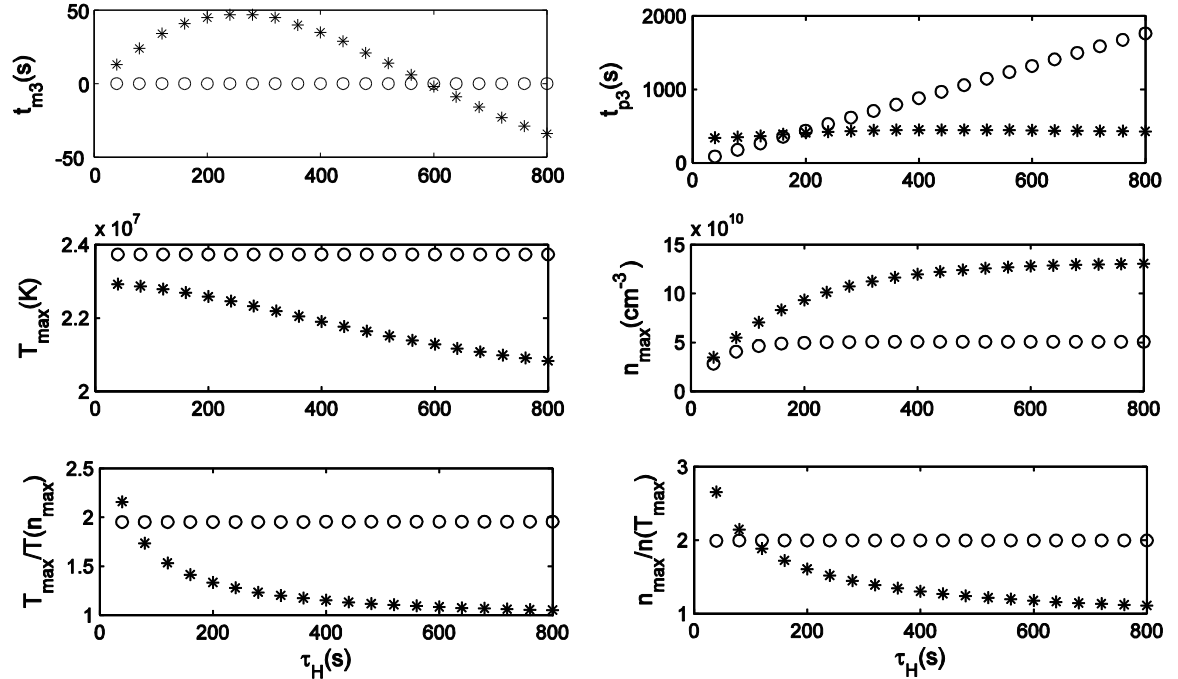 50
0
-50
t_m3(s)
0 200 400 600 800
2000
1000
0
t_p3(s)
0 200 400 600 800
x 10^7
2.4
2.2
2
T_max(K)
0 200 400 600 800
x 10^10
15
10
5
0
n_max(cm^-3)
0 200 400 600 800
2.5
2
1.5
1
T_max/T(n_max)
0 200 400 600 800
τ_H(s)
3
2
1
n_max/n(T_max)
0 200 400 600 800
τ_H(s)